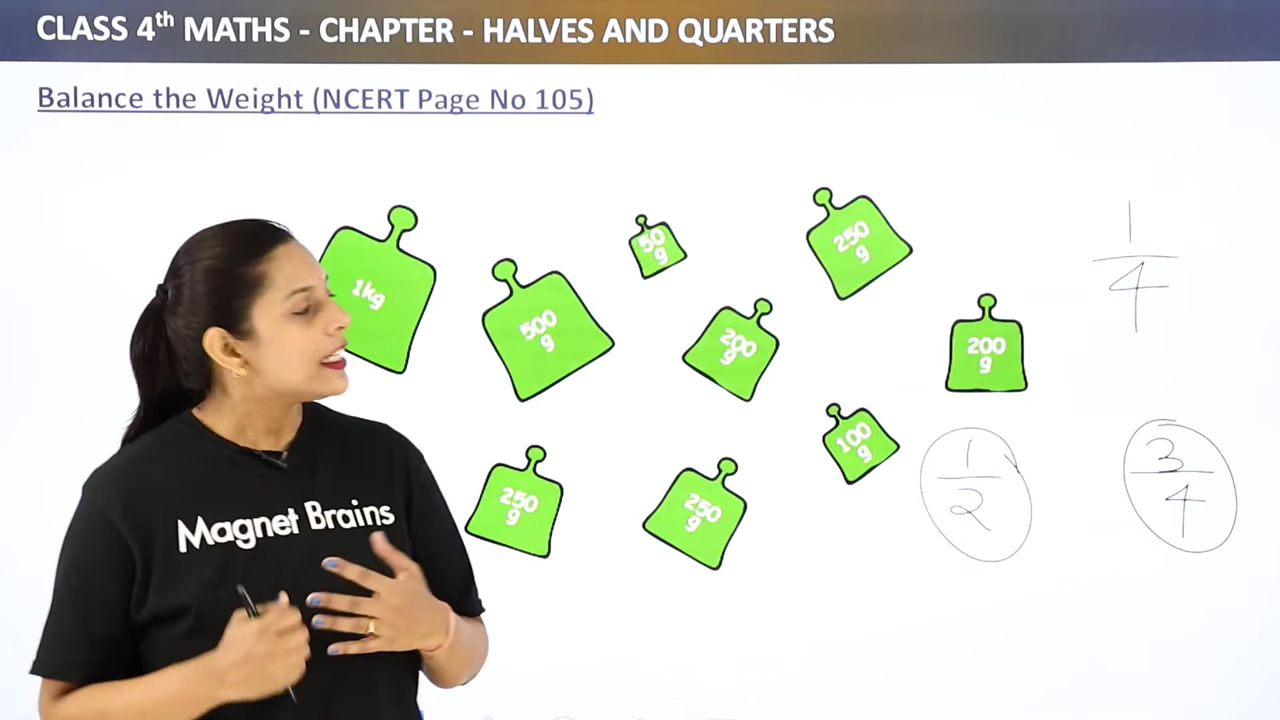 CLASS 4th MATHS - CHAPTER - HALVES AND QUARTERS
Balance the Weight (NCERT Page No 105)
1kg
500
g
50
g
200
g
250
g
200
g
100
g
250
g
250
g
1
4
1
2
3
4
Magnet Brains